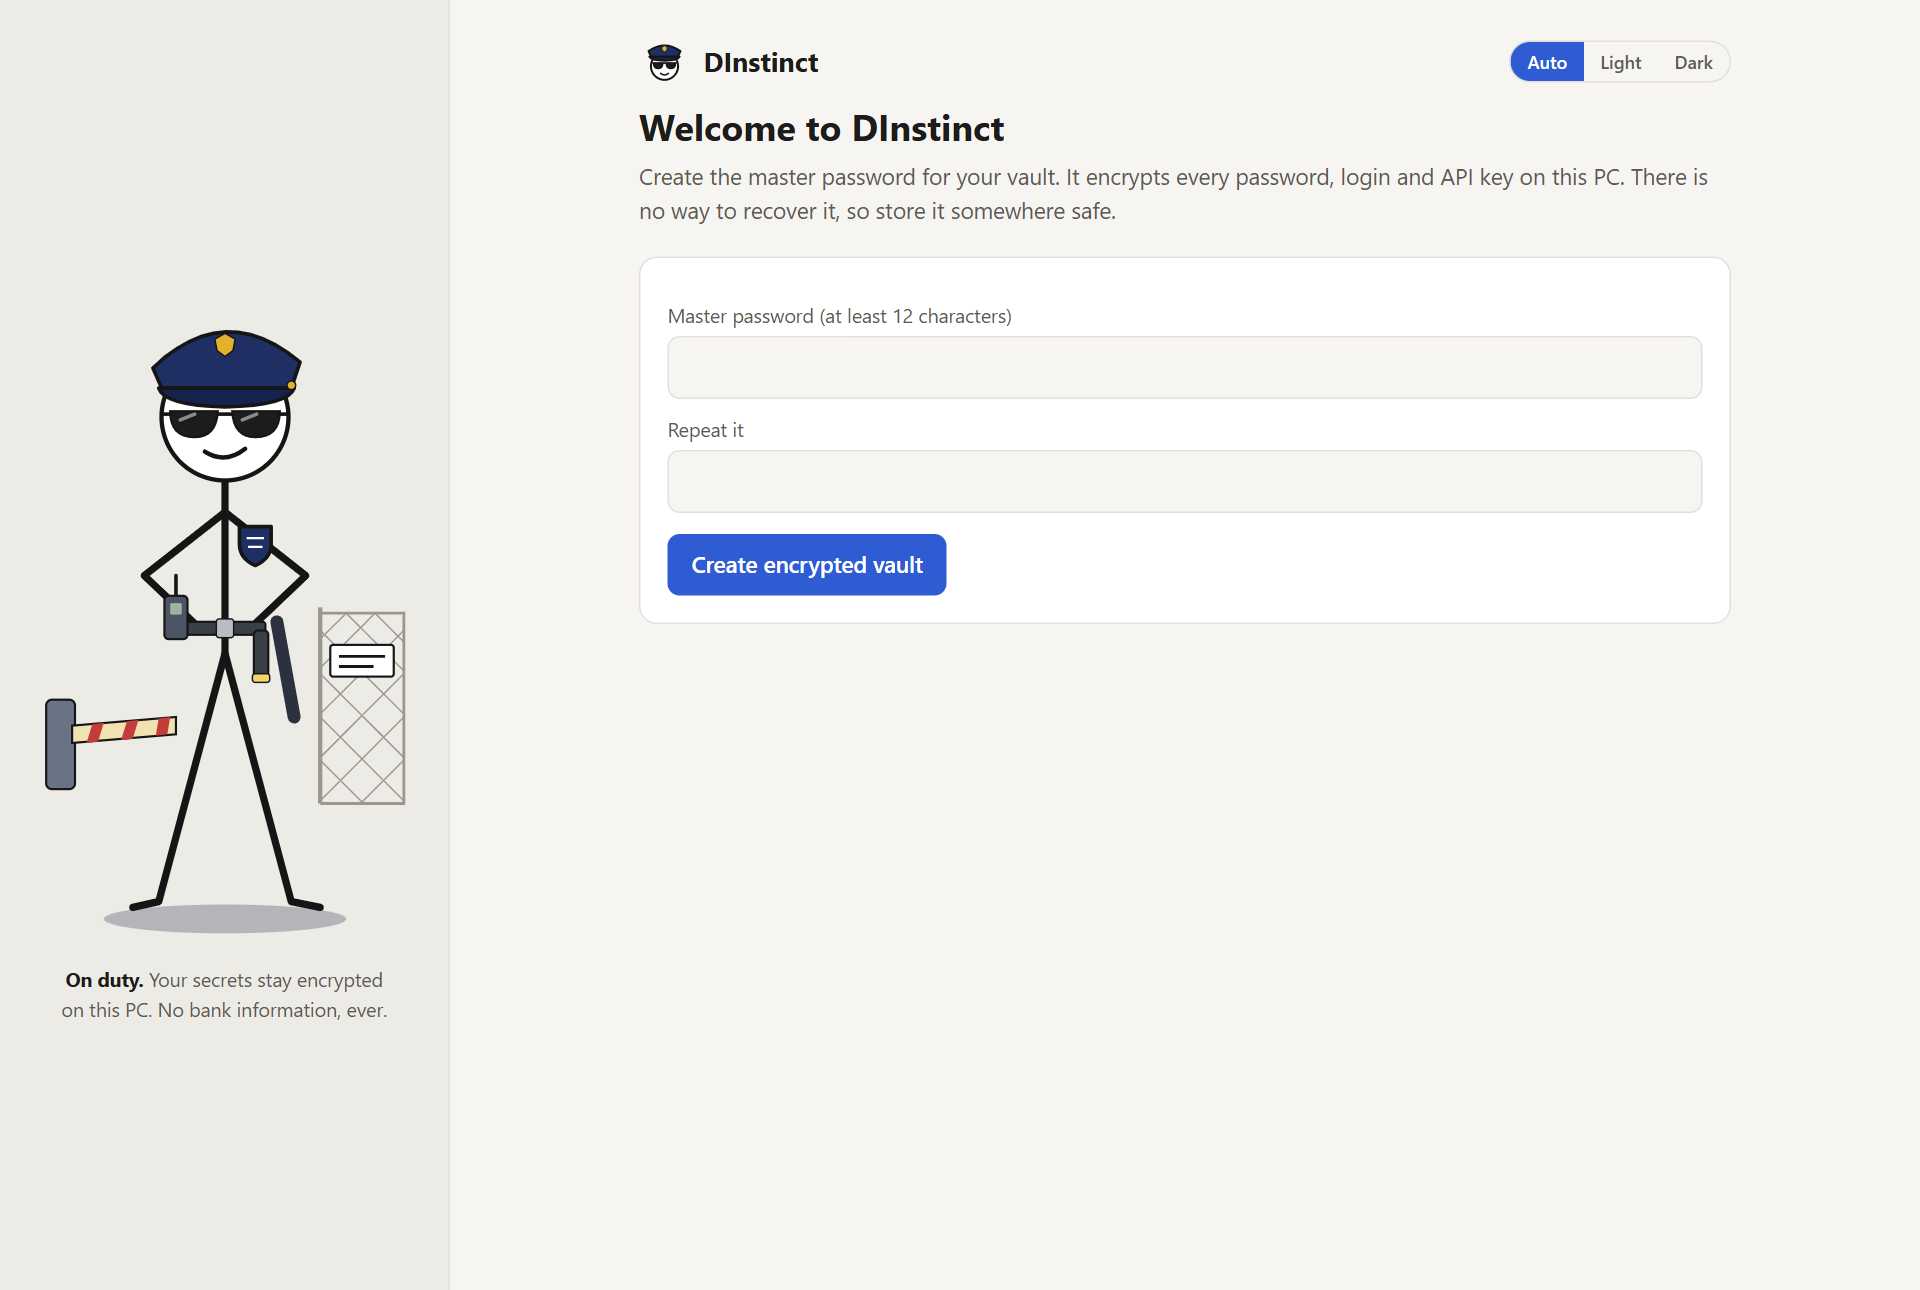 DInstinct
Auto Light Dark
Welcome to DInstinct
Create the master password for your vault. It encrypts every password, login and API key on this PC. There is
no way to recover it, so store it somewhere safe.
Master password (at least 12 characters)
Repeat it
Create encrypted vault
On duty. Your secrets stay encrypted
on this PC. No bank information, ever.